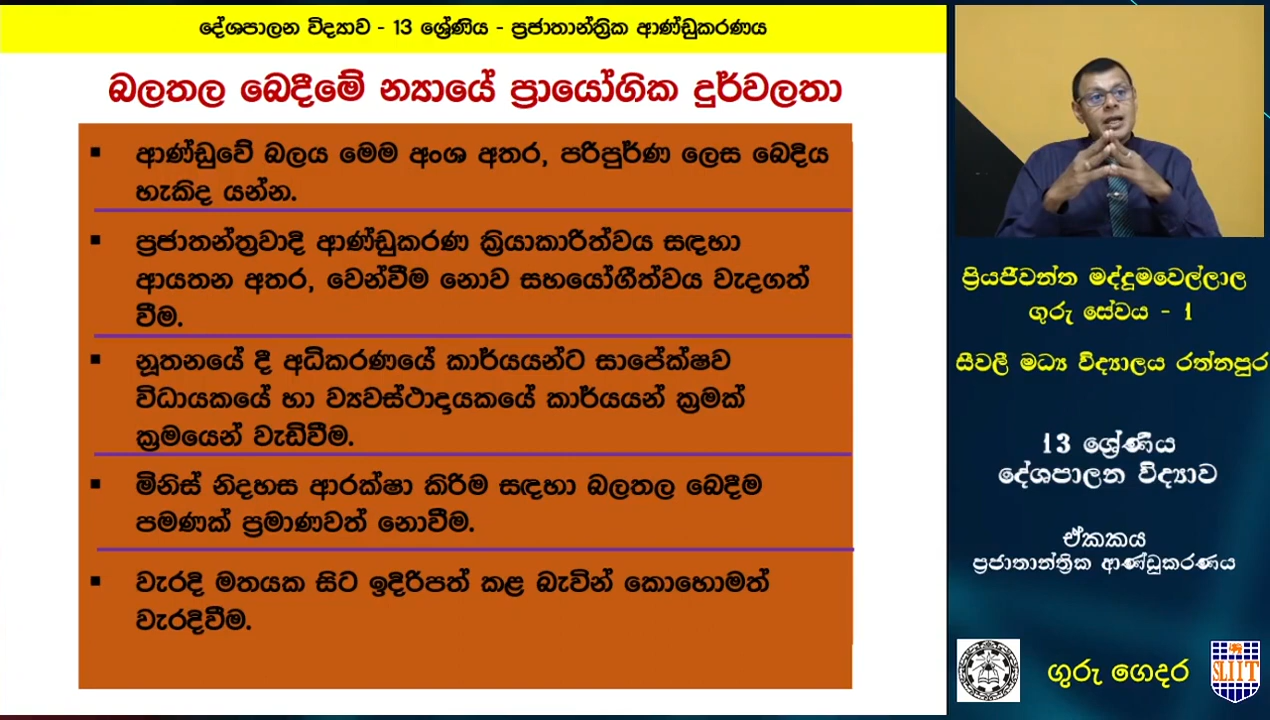 දේශපාලන විද්‍යාව - 13 ශ්‍රේණිය - ප්‍රජාතාන්ත්‍රික ආණ්ඩුකරණය
බලතල බෙදීමේ න්‍යායේ ප්‍රායෝගික දුර්වලතා
▪ ආණ්ඩුවේ බලය මෙම අංශ අතර, පරිපුර්ණ ලෙස බෙදිය
හැකිද යන්න.
▪ ප්‍රජාතන්ත්‍රවාදි ආණ්ඩුකරණ ක්‍රියාකාරීත්වය සඳහා
ආයතන අතර, වෙන්වීම නොව සහයෝගීත්වය වැදගත්
වීම.
▪ නූතනයේ දී අධිකරණයේ කාර්යයන්ට සාපේක්ෂව
විධායකයේ හා ව්‍යවස්ථාදායකයේ කාර්යයන් ක්‍රමක්
ක්‍රමයෙන් වැඩිවීම.
▪ මිනිස් නිදහස ආරක්ෂා කිරීම සඳහා බලතල බෙදීම
පමණක් ප්‍රමාණවත් නොවීම.
▪ වැරදි මතයක සිට ඉදිරිපත් කළ බැවින් කොහොමත්
වැරදිවීම.
ප්‍රියජීවන්ත මද්දූමවෙල්ලාල
ගුරු සේවය - 1
සීවලී මධ්‍ය විද්‍යාලය රත්නපුර
13 ශ්‍රේණිය
දේශපාලන විද්‍යාව
ඒකකය
ප්‍රජාතාන්ත්‍රික ආණ්ඩුකරණය
ගුරු ගෙදර
SLIIT